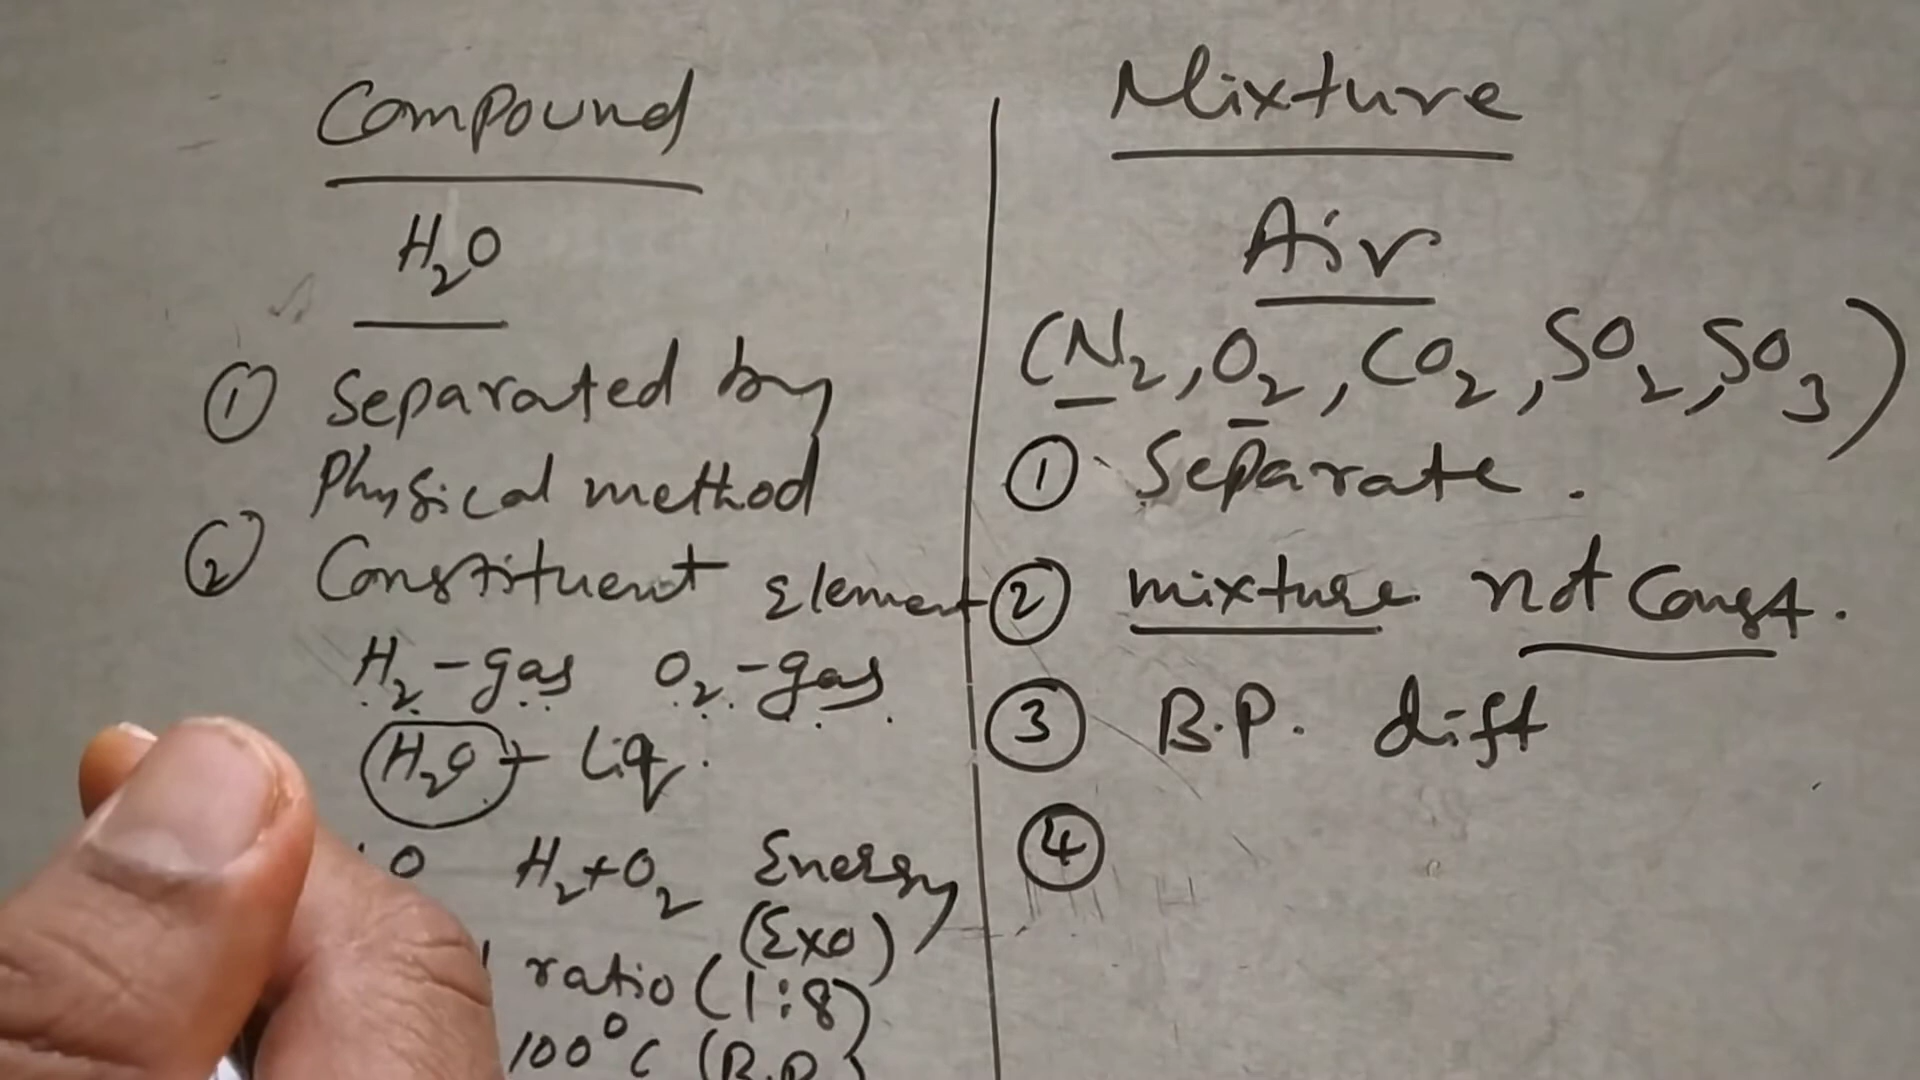 Compound
H₂O
① Separated by
Physical method
② Constituent Element
H₂-gas O₂-gas
H₂O - Liq.
O H₂+O₂ Energy
(Exo)
ratio (1:8)
100°C (B.P)
Mixture
Air
(N₂, O₂, CO₂, SO₂, SO₃)
① Separate.
② mixture not Const.
③ B.P. diff
④